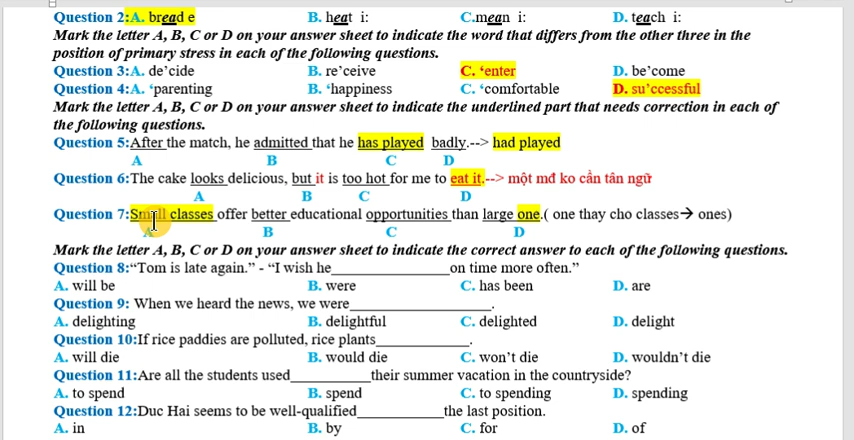 Question 2:A. bread e B. heat i: C.mean i: D. teach i:
Mark the letter A, B, C or D on your answer sheet to indicate the word that differs from the other three in the
position of primary stress in each of the following questions.
Question 3:A. de’cide B. re’ceive C. ‘enter D. be’come
Question 4:A. ‘parenting B. ‘happiness C. ‘comfortable D. su’ccessful
Mark the letter A, B, C or D on your answer sheet to indicate the underlined part that needs correction in each of
the following questions.
Question 5:After the match, he admitted that he has played badly.--> had played
A B C D
Question 6:The cake looks delicious, but it is too hot for me to eat it.--> một mđ ko cần tân ngữ
A B C D
Question 7:Small classes offer better educational opportunities than large one.( one thay cho classes→ ones)
A B C D
Mark the letter A, B, C or D on your answer sheet to indicate the correct answer to each of the following questions.
Question 8:“Tom is late again.” - “I wish he_______________on time more often.”
A. will be B. were C. has been D. are
Question 9: When we heard the news, we were__________________.
A. delighting B. delightful C. delighted D. delight
Question 10:If rice paddies are polluted, rice plants____________.
A. will die B. would die C. won’t die D. wouldn’t die
Question 11:Are all the students used__________their summer vacation in the countryside?
A. to spend B. spend C. to spending D. spending
Question 12:Duc Hai seems to be well-qualified___________the last position.
A. in B. by C. for D. of